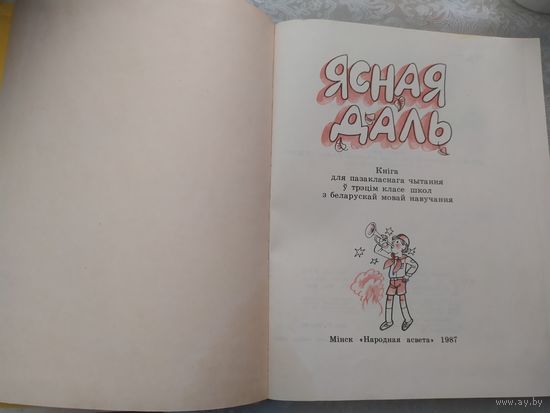 ЯСНАЯ
ДАЛЬ
Кніга
для пазакласнага чытання
ў трэцім класе школ
з беларускай мовай навучання
Мінск «Народная асвета» 1987
www.ay.by